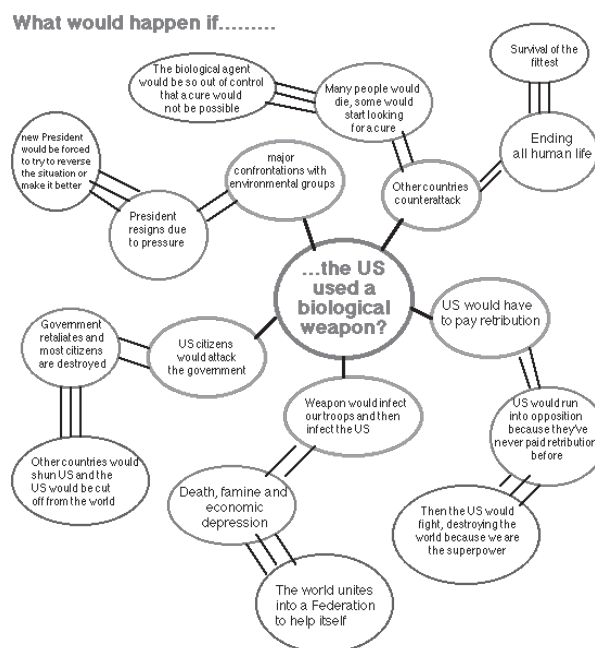 What would happen if.........
The biological agent
would be so out of control
that a cure would
not be possible
Many people would
die, some would
start looking
for a cure
Survival of the
fittest
Ending
all human life
Other countries
counterattack
new President
would be forced
to try to reverse
the situation or
make it better
President
resigns due
to pressure
major
confrontations with
environmental groups
...the US
used a
biological
weapon?
US would have
to pay retribution
US would run
into opposition
because they've
never paid retribution
before
Then the US would
fight, destroying the
world because we are
the superpower
Government
retaliates and
most citizens
are destroyed
US citizens
would attack
the government
Other countries would
shun US and the
US would be cut
off from the world
Weapon would infect
our troops and then
infect the US
Death, famine and
economic
depression
The world unites
into a Federation
to help itself